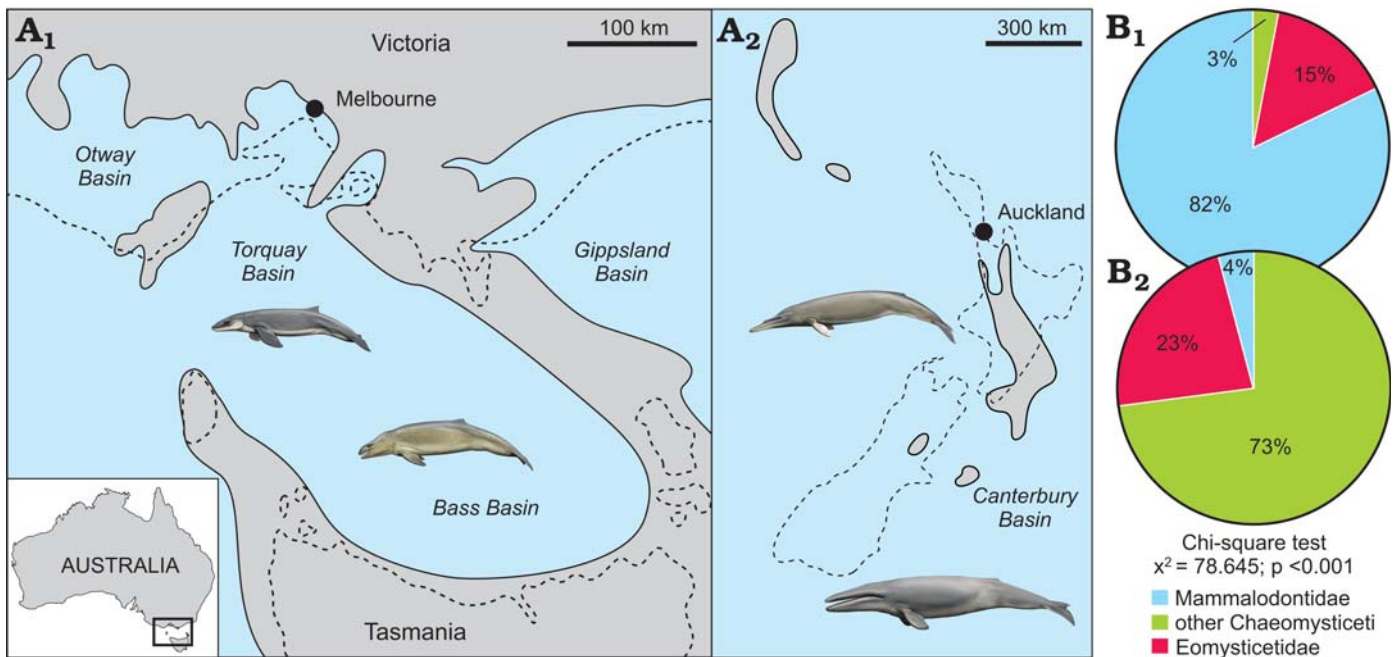 A1
Victoria
100 km
Melbourne
Otway
Basin
Torquay
Basin
Gippsland
Basin
Bass Basin
AUSTRALIA
Tasmania
A2
300 km
Auckland
Canterbury
Basin
B1
3%
15%
82%
B2
4%
23%
73%
Chi-square test
x² = 78.645; p <0.001
Mammalodontidae
other Chaeomysticeti
Eomysticetidae